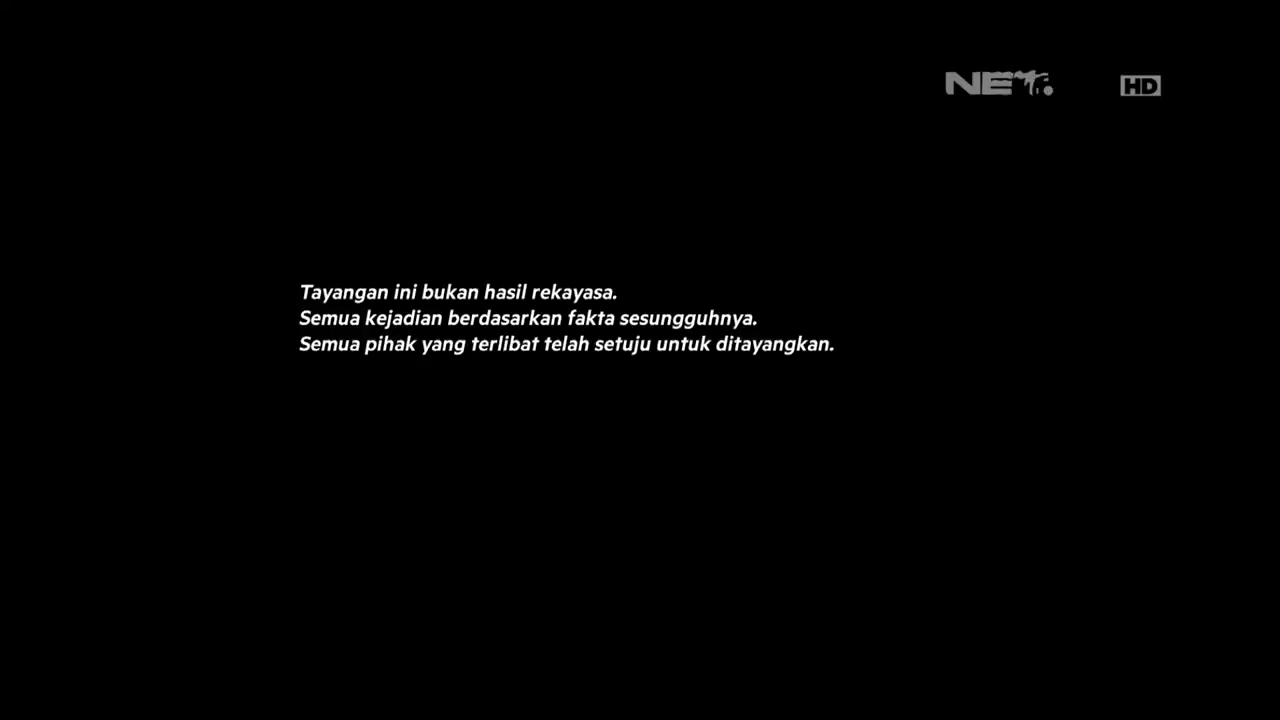 NET.
HD
Tayangan ini bukan hasil rekayasa.
Semua kejadian berdasarkan fakta sesungguhnya.
Semua pihak yang terlibat telah setuju untuk ditayangkan.